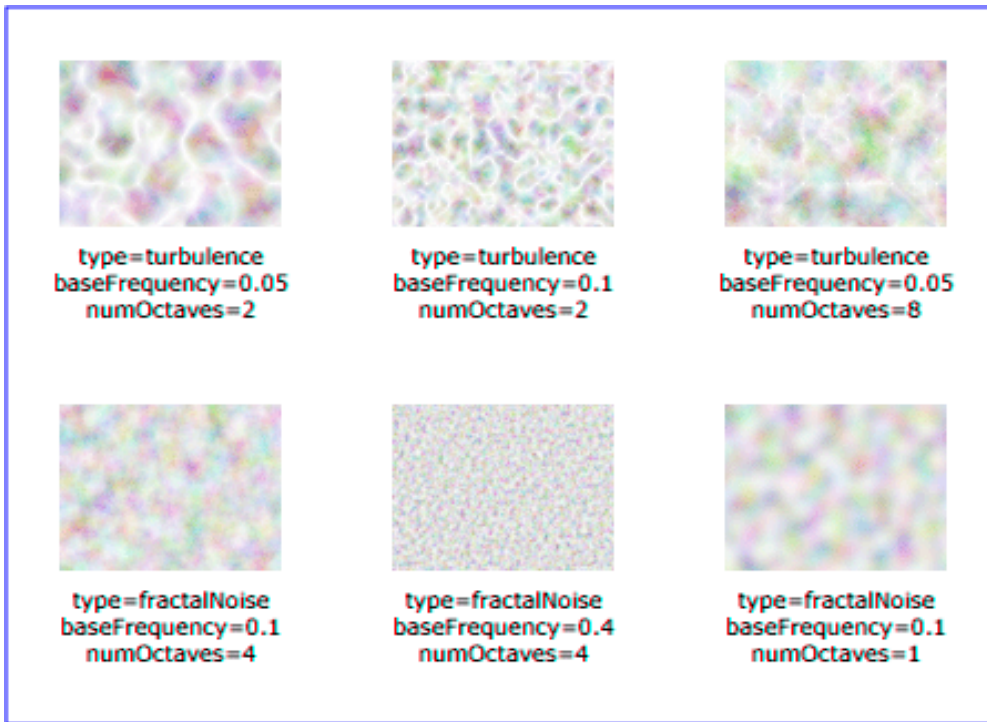 type=turbulence
baseFrequency=0.05
numOctaves=2
type=turbulence
baseFrequency=0.1
numOctaves=2
type=turbulence
baseFrequency=0.05
numOctaves=8
type=fractalNoise
baseFrequency=0.1
numOctaves=4
type=fractalNoise
baseFrequency=0.4
numOctaves=4
type=fractalNoise
baseFrequency=0.1
numOctaves=1